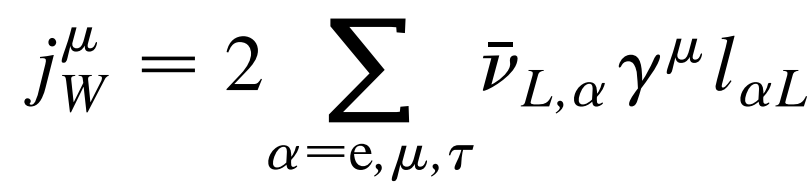 j_W^μ = 2 ∑_{α=e,μ,τ} ν̄_{L,α} γ^μ l_{αL}